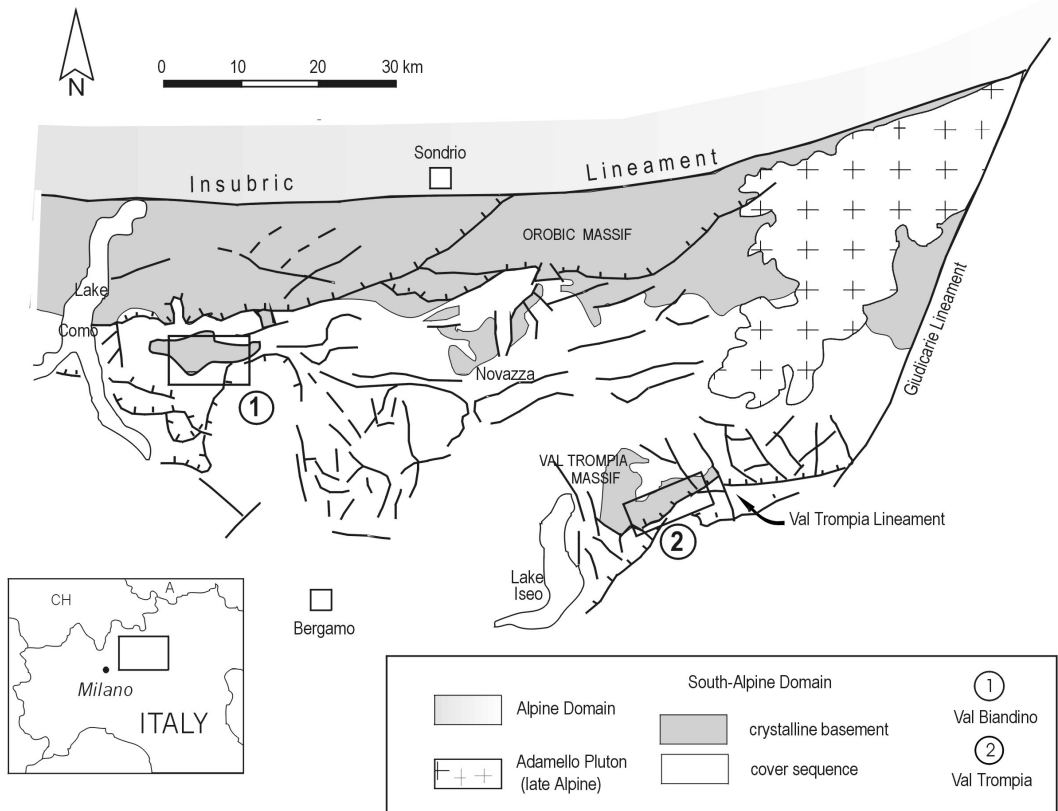 0 10 20 30 km
N
Sondrio
Insubric Lineament
OROBIC MASSIF
Lake
Como
Giudicarie Lineament
Novazza
1
VAL TROMPIA
MASSIF
Val Trompia Lineament
2
Lake
Iseo
Bergamo
CH
A
Milano
ITALY
South-Alpine Domain
Alpine Domain
crystalline basement
Adamello Pluton
(late Alpine)
cover sequence
1
Val Biandino
2
Val Trompia